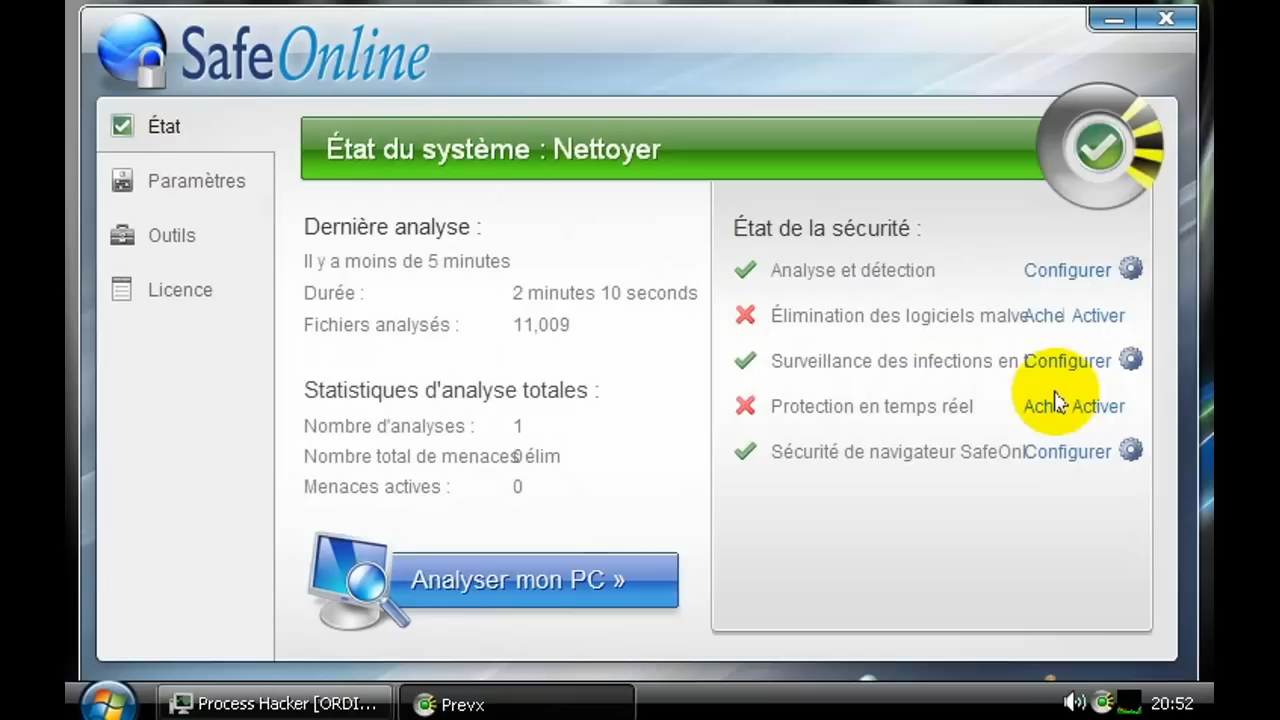 SafeOnline
État
Paramètres
Outils
Licence
État du système : Nettoyer
Dernière analyse :
Il y a moins de 5 minutes
Durée : 2 minutes 10 seconds
Fichiers analysés : 11,009
Statistiques d'analyse totales :
Nombre d'analyses : 1
Nombre total de menaces 0 élim
Menaces actives : 0
Analyser mon PC »
État de la sécurité :
Analyse et détection Configurer
Élimination des logiciels malve Ache Activer
Surveillance des infections en Configurer
Protection en temps réel Activer
Sécurité de navigateur SafeOnl Configurer
Process Hacker [ORDI...
Prevx
20:52